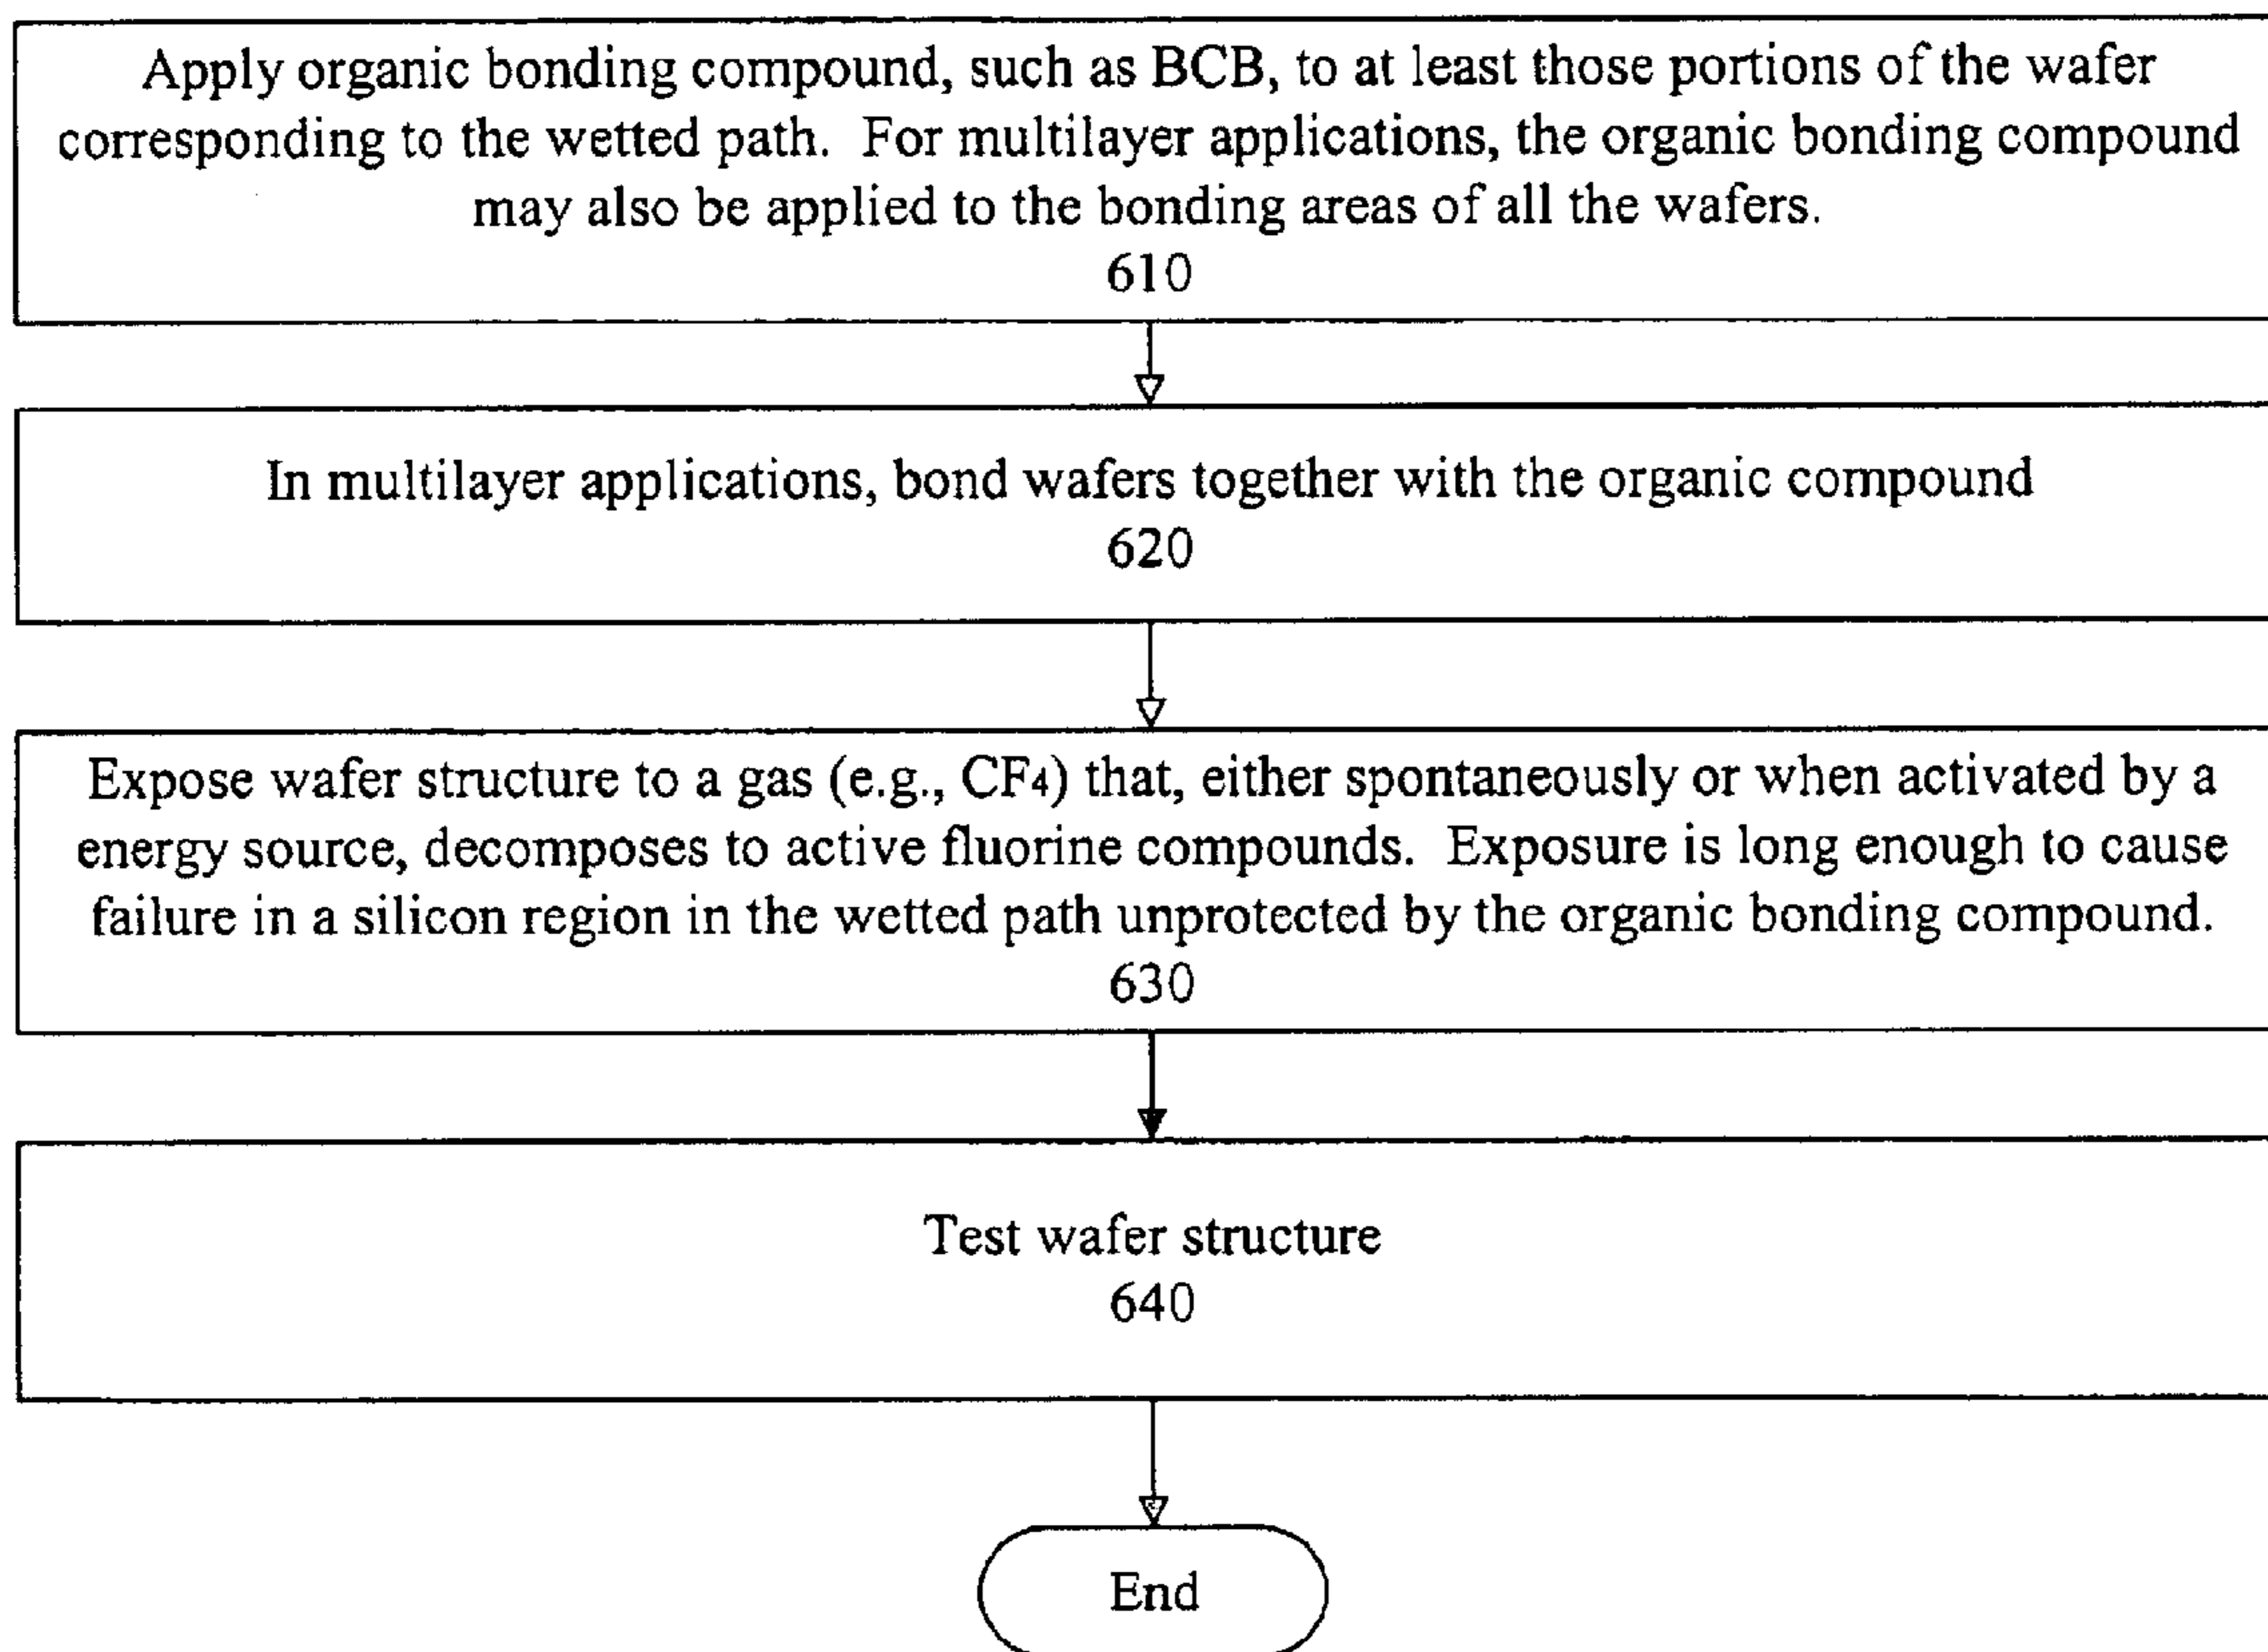 Apply organic bonding compound, such as BCB, to at least those portions of the wafer
corresponding to the wetted path. For multilayer applications, the organic bonding compound
may also be applied to the bonding areas of all the wafers.
610
In multilayer applications, bond wafers together with the organic compound
620
Expose wafer structure to a gas (e.g., CF4) that, either spontaneously or when activated by a
energy source, decomposes to active fluorine compounds. Exposure is long enough to cause
failure in a silicon region in the wetted path unprotected by the organic bonding compound.
630
Test wafer structure
640
End